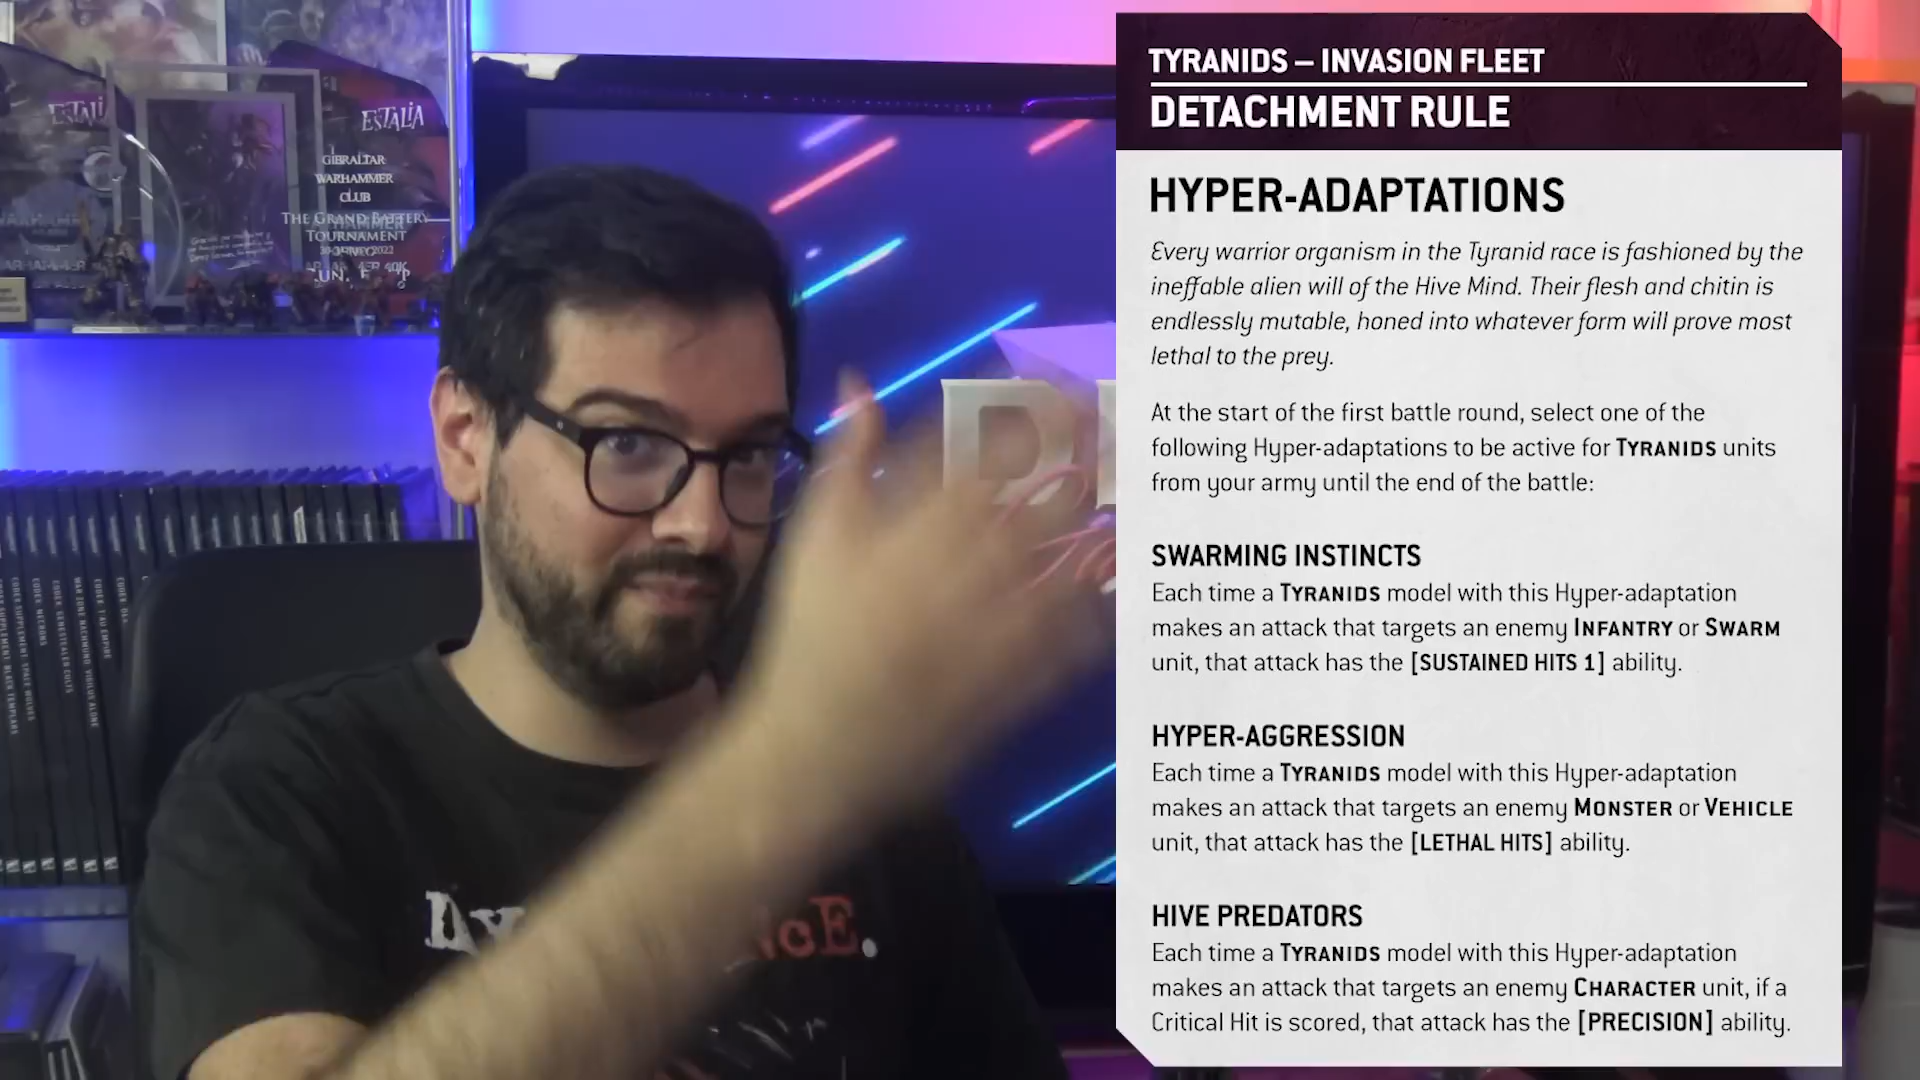 ESTALIA
GIBRALTAR
WARHAMMER
CLUB
THE GRAND BATTERY
TOURNAMENT
TYRANIDS – INVASION FLEET
DETACHMENT RULE
HYPER-ADAPTATIONS
Every warrior organism in the Tyranid race is fashioned by the
ineffable alien will of the Hive Mind. Their flesh and chitin is
endlessly mutable, honed into whatever form will prove most
lethal to the prey.
At the start of the first battle round, select one of the
following Hyper-adaptations to be active for TYRANIDS units
from your army until the end of the battle:
SWARMING INSTINCTS
Each time a TYRANIDS model with this Hyper-adaptation
makes an attack that targets an enemy INFANTRY or SWARM
unit, that attack has the [SUSTAINED HITS 1] ability.
HYPER-AGGRESSION
Each time a TYRANIDS model with this Hyper-adaptation
makes an attack that targets an enemy MONSTER or VEHICLE
unit, that attack has the [LETHAL HITS] ability.
HIVE PREDATORS
Each time a TYRANIDS model with this Hyper-adaptation
makes an attack that targets an enemy CHARACTER unit, if a
Critical Hit is scored, that attack has the [PRECISION] ability.